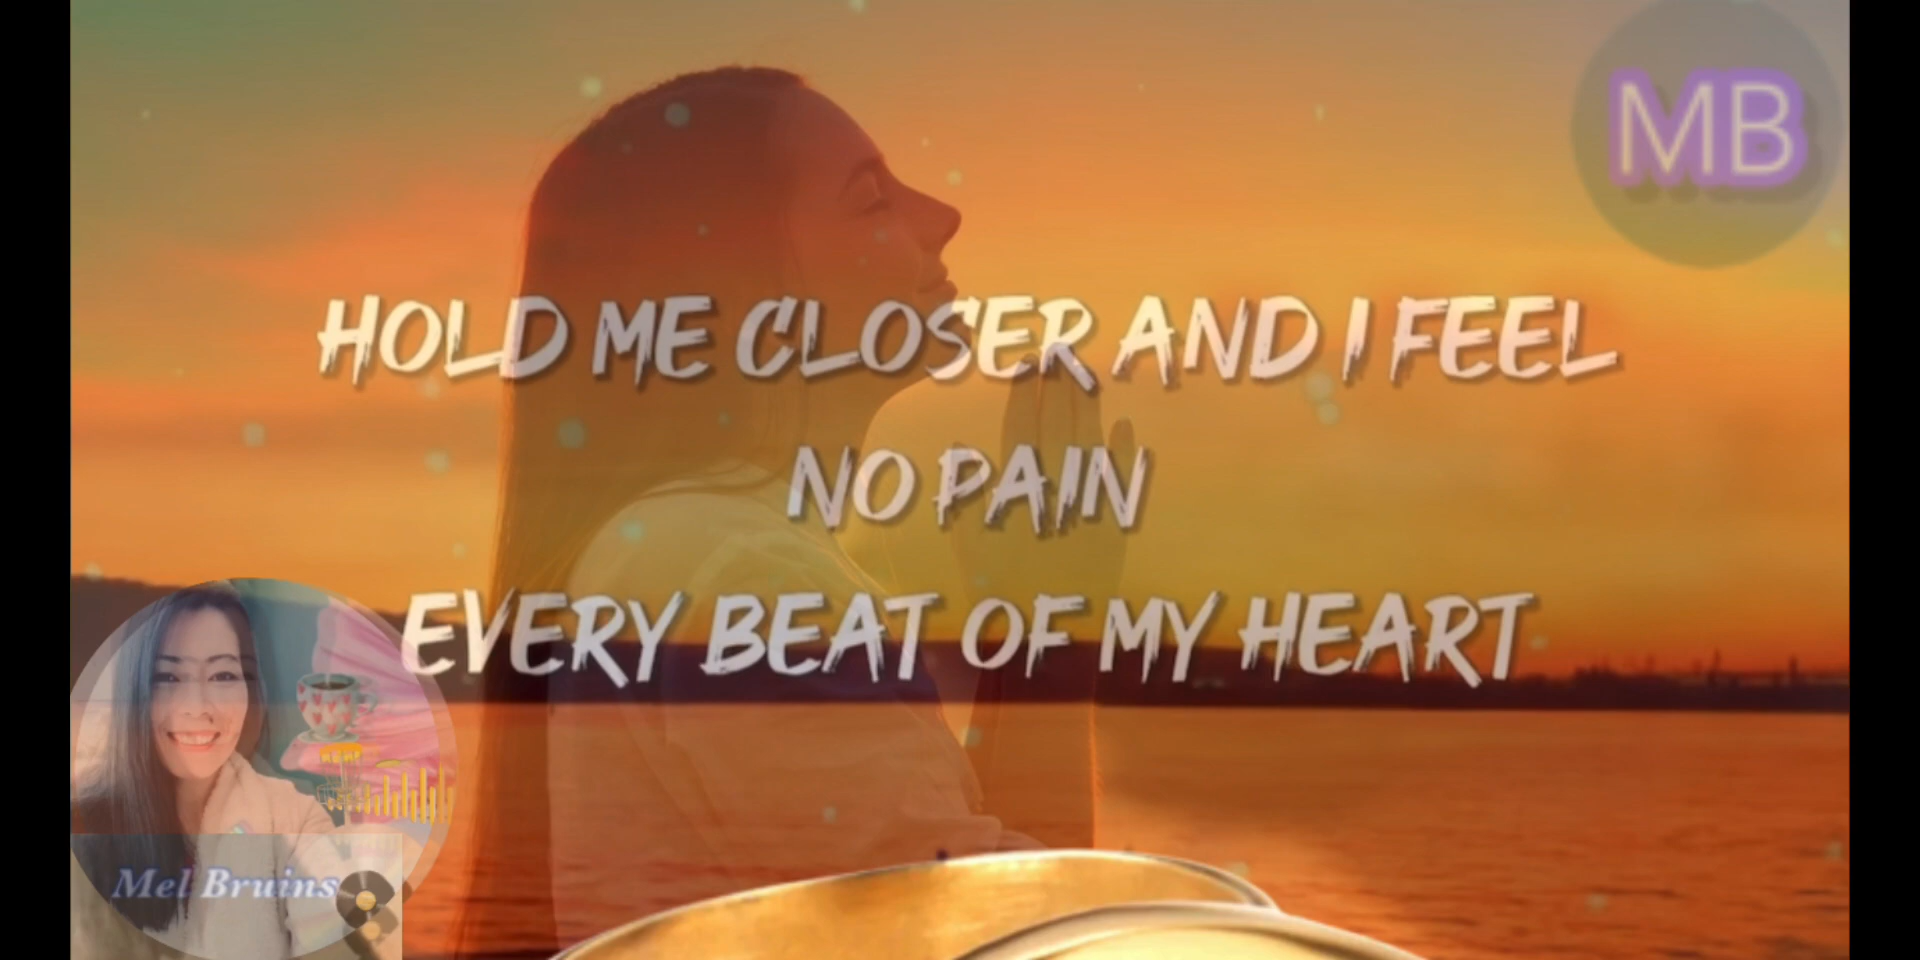 MB
HOLD ME CLOSER AND I FEEL
NO PAIN
EVERY BEAT OF MY HEART
Mel Bruins